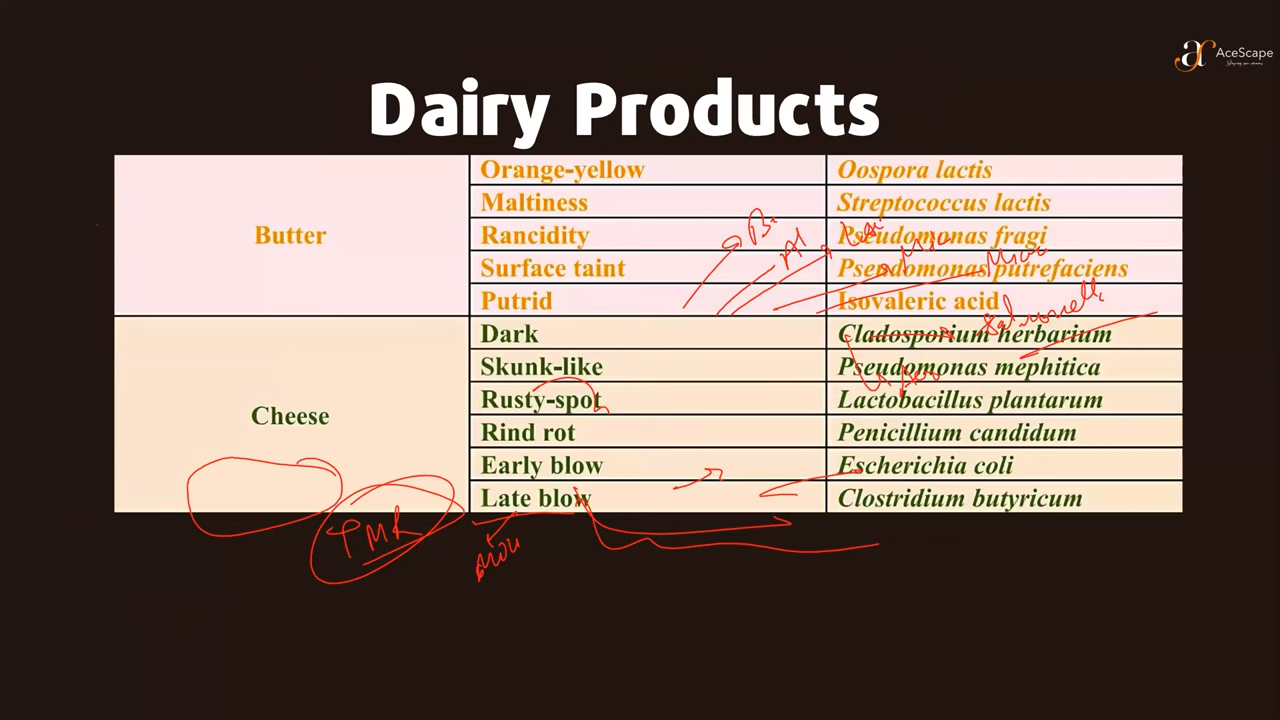 AceScape
Dairy Products
Butter
Orange-yellow Oospora lactis
Maltiness Streptococcus lactis
Rancidity Pseudomonas fragi
Surface taint Pseudomonas putrefaciens
Putrid Isovaleric acid
Cheese
Dark Cladosporium herbarium
Skunk-like Pseudomonas mephitica
Rusty-spot Lactobacillus plantarum
Rind rot Penicillium candidum
Early blow Escherichia coli
Late blow Clostridium butyricum